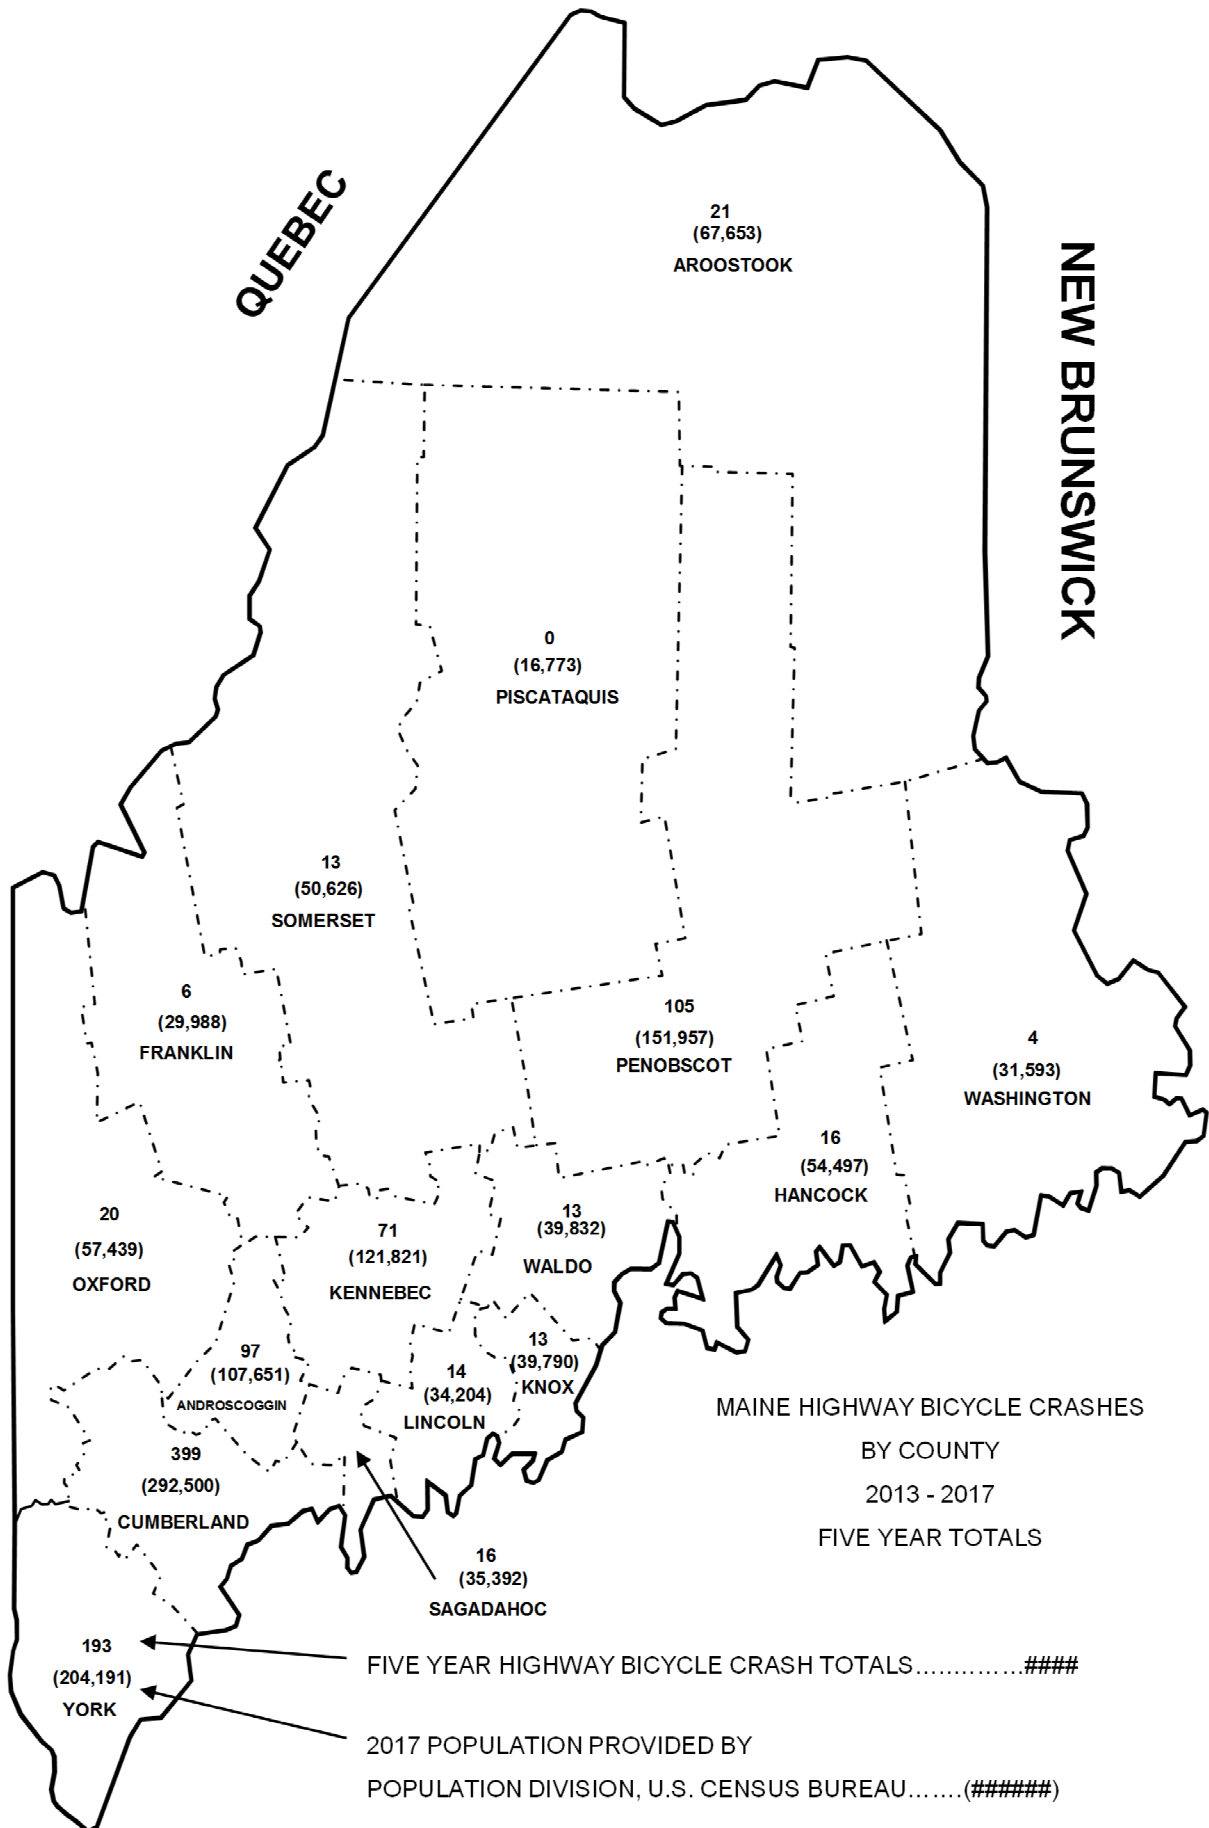 QUEBEC
NEW BRUNSWICK
21
(67,653)
AROOSTOOK
0
(16,773)
PISCATAQUIS
13
(50,626)
SOMERSET
6
(29,988)
FRANKLIN
105
(151,957)
PENOBSCOT
4
(31,593)
WASHINGTON
16
(54,497)
HANCOCK
20
(57,439)
OXFORD
71
(121,821)
KENNEBEC
13
(39,832)
WALDO
97
(107,651)
ANDROSCOGGIN
14
(34,204)
LINCOLN
13
(39,790)
KNOX
399
(292,500)
CUMBERLAND
16
(35,392)
SAGADAHOC
193
(204,191)
YORK
MAINE HIGHWAY BICYCLE CRASHES
BY COUNTY
2013 - 2017
FIVE YEAR TOTALS
FIVE YEAR HIGHWAY BICYCLE CRASH TOTALS..............####
2017 POPULATION PROVIDED BY
POPULATION DIVISION, U.S. CENSUS BUREAU.......(######)